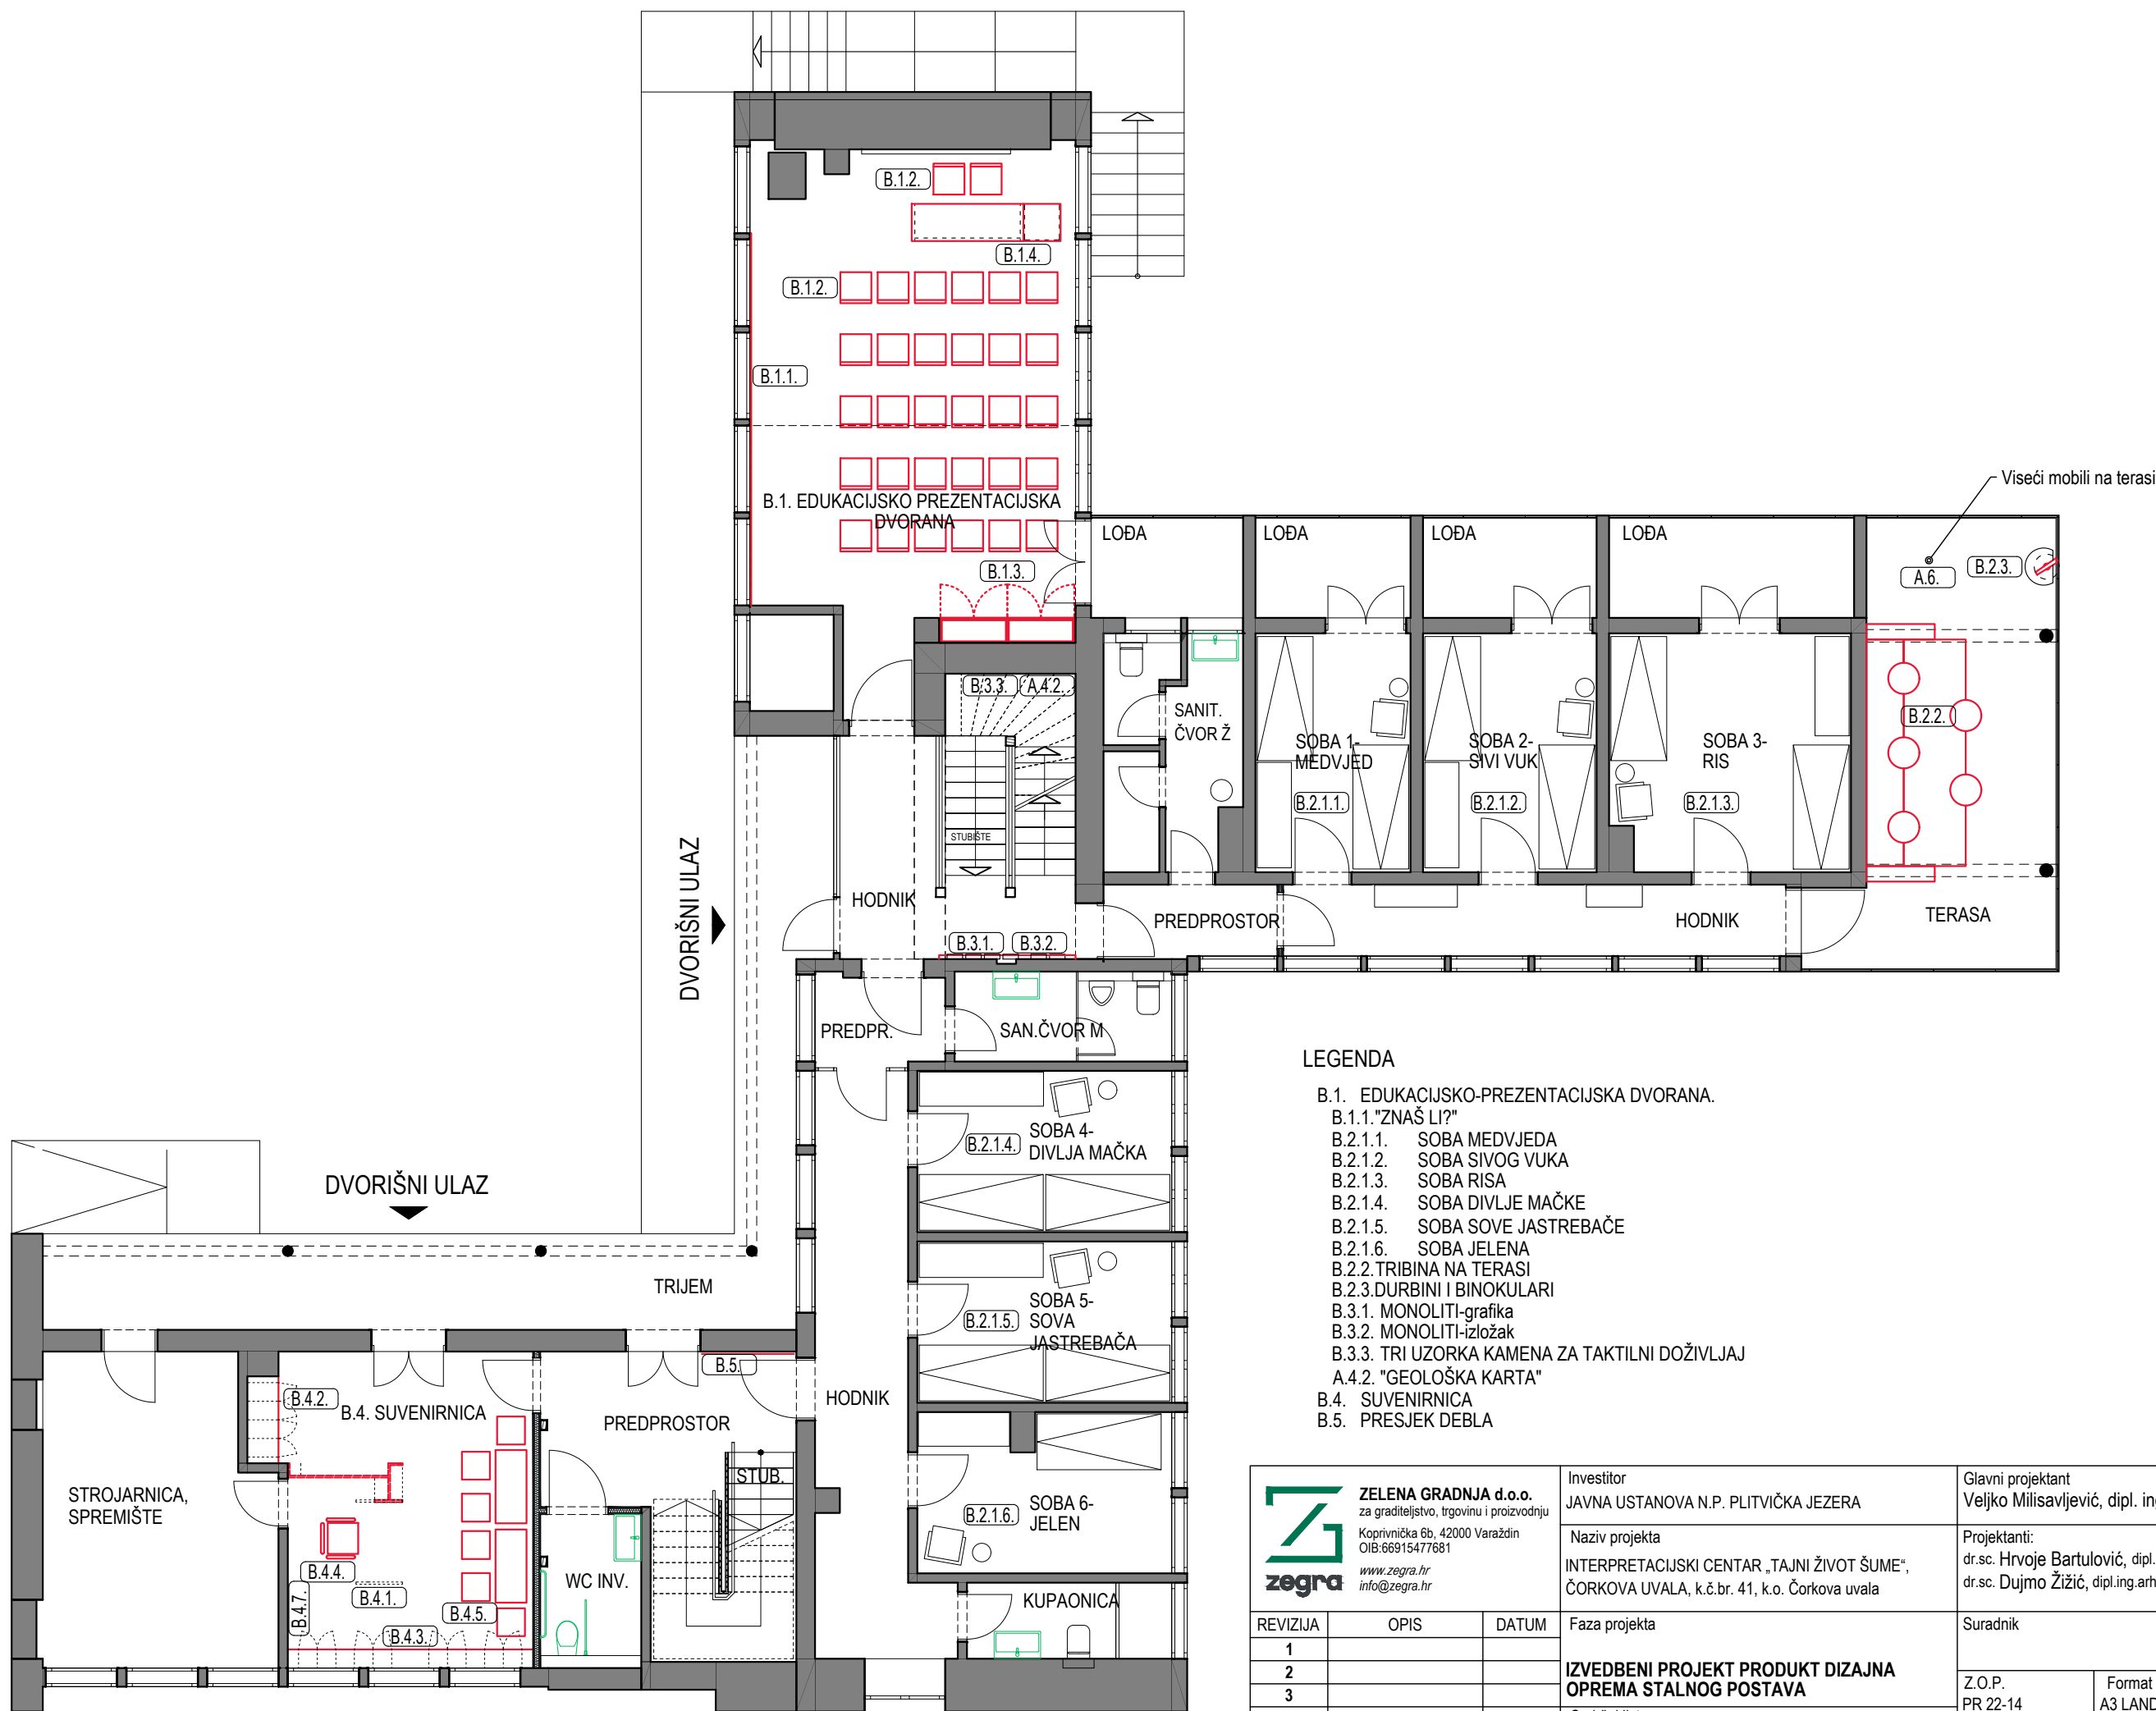 B.1.2.
B.1.4.
B.1.2.
B.1.1.
B.1. EDUKACIJSKO PREZENTACIJSKA
DVORANA
B.1.3.
Viseći mobili na terasi
LOĐA
LOĐA
LOĐA
LOĐA
A.6.
B.2.3.
B.3.3.
A.4.2.
SANIT.
ČVOR Ž
SOBA 1-
MEDVJED
B.2.1.1.
SOBA 2-
SIVI VUK
B.2.1.2.
SOBA 3-
RIS
B.2.1.3.
B.2.2.
STUBIŠTE
DVORIŠNI ULAZ
HODNIK
PREDPROSTOR
HODNIK
TERASA
B.3.1.
B.3.2.
PREDPR.
SAN.ČVOR M
SOBA 4-
DIVLJA MAČKA
B.2.1.4.
DVORIŠNI ULAZ
TRIJEM
SOBA 5-
SOVA
JASTREBAČA
B.2.1.5.
B.5.
B.4.2.
B.4. SUVENIRNICA
PREDPROSTOR
HODNIK
STROJARNICA,
SPREMIŠTE
STUB.
SOBA 6-
JELEN
B.2.1.6.
B.4.4.
B.4.1.
B.4.7.
B.4.5.
B.4.3.
WC INV.
KUPAONICA
LEGENDA
B.1. EDUKACIJSKO-PREZENTACIJSKA DVORANA.
B.1.1."ZNAŠ LI?"
B.2.1.1. SOBA MEDVJEDA
B.2.1.2. SOBA SIVOG VUKA
B.2.1.3. SOBA RISA
B.2.1.4. SOBA DIVLJE MAČKE
B.2.1.5. SOBA SOVE JASTREBAČE
B.2.1.6. SOBA JELENA
B.2.2.TRIBINA NA TERASI
B.2.3.DURBINI I BINOKULARI
B.3.1. MONOLITI-grafika
B.3.2. MONOLITI-izložak
B.3.3. TRI UZORKA KAMENA ZA TAKTILNI DOŽIVLJAJ
A.4.2. "GEOLOŠKA KARTA"
B.4. SUVENIRNICA
B.5. PRESJEK DEBLA
zegra
ZELENA GRADNJA d.o.o.
za graditeljstvo, trgovinu i proizvodnju
Koprivnička 6b, 42000 Varaždin
OIB:66915477681
www.zegra.hr
info@zegra.hr
Investitor
JAVNA USTANOVA N.P. PLITVIČKA JEZERA
Naziv projekta
INTERPRETACIJSKI CENTAR „TAJNI ŽIVOT ŠUME“,
ČORKOVA UVALA, k.č.br. 41, k.o. Čorkova uvala
Glavni projektant
Veljko Milisavljević, dipl.
Projektanti:
dr.sc. Hrvoje Bartulović, dipl.
dr.sc. Dujmo Žižić, dipl.ing.arh
REVIZIJA OPIS DATUM
1
2
3
Faza projekta
IZVEDBENI PROJEKT PRODUKT DIZAJNA
OPREMA STALNOG POSTAVA
Suradnik
Z.O.P.
PR 22-14
Format
A3